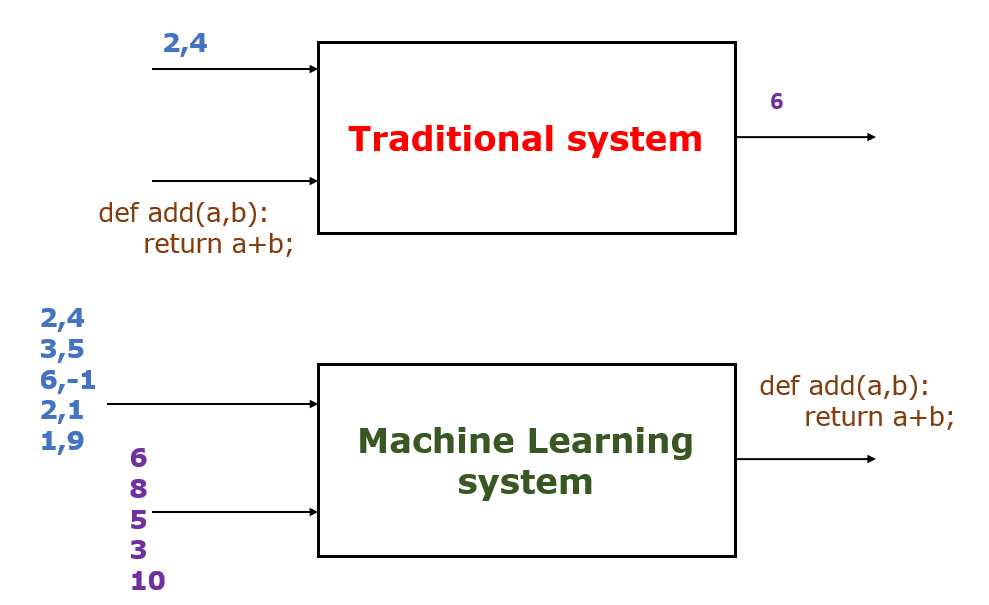 2,4
Traditional system
6
def add(a,b):
return a+b;
2,4
3,5
6,-1
2,1
1,9
6
8
5
3
10
Machine Learning
system
def add(a,b):
return a+b;